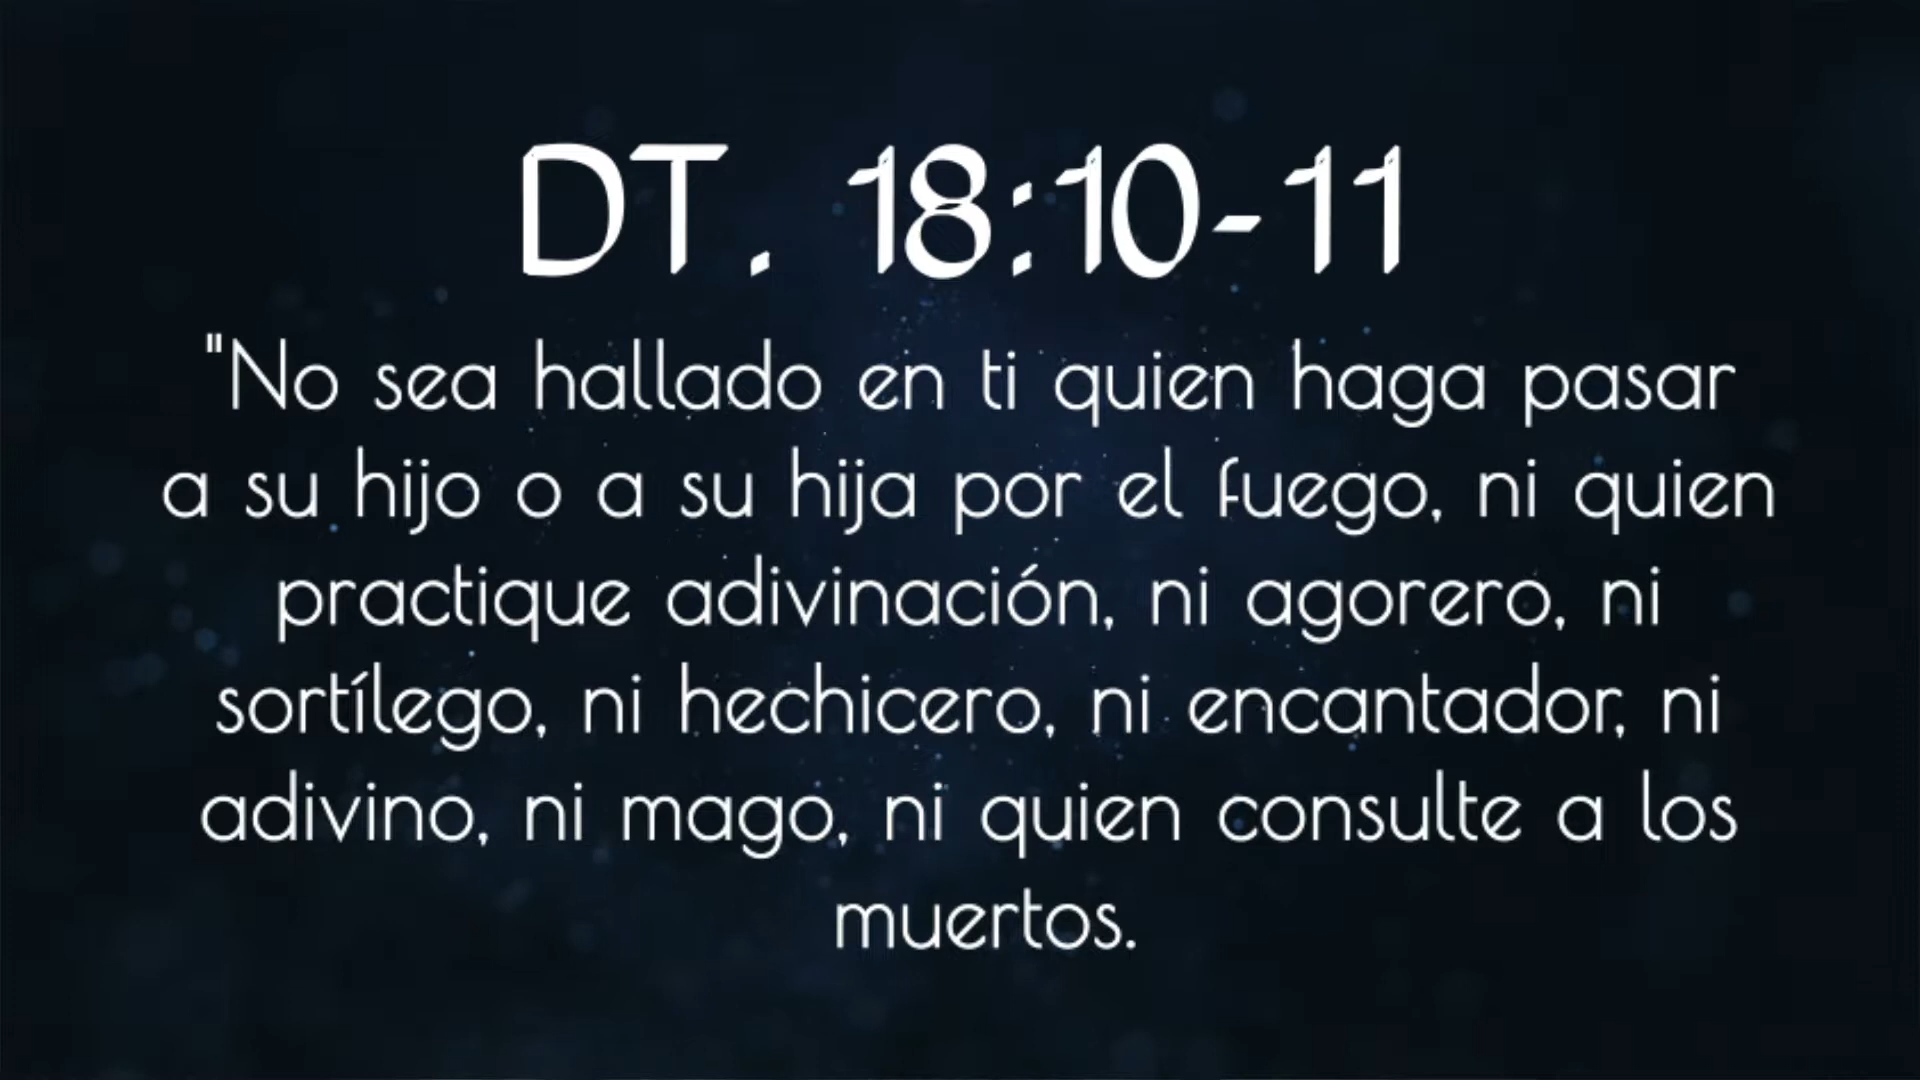 DT. 18:10-11
"No sea hallado en ti quien haga pasar
a su hijo o a su hija por el fuego, ni quien
practique adivinación, ni agorero, ni
sortílego, ni hechicero, ni encantador, ni
adivino, ni mago, ni quien consulte a los
muertos.